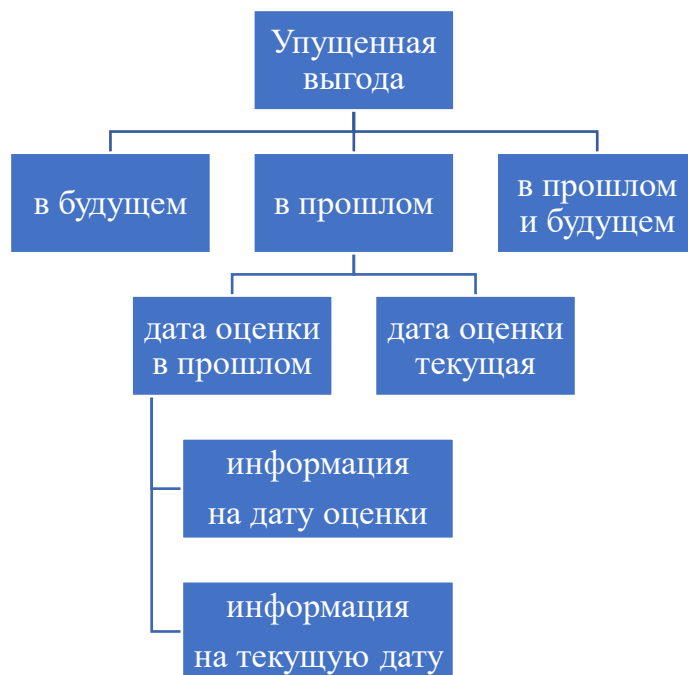 Упущенная
выгода
в будущем
в прошлом
в прошлом
и будущем
дата оценки
в прошлом
дата оценки
текущая
информация
на дату оценки
информация
на текущую дату